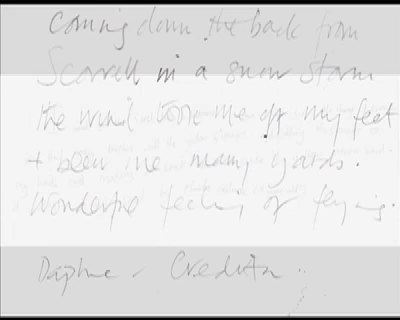 Coming down the back from
Scorrell in a snow storm
the wind tore me off my feet
+ blew me many yards.
Wonderful feeling of flying.
Daphne - Crediton